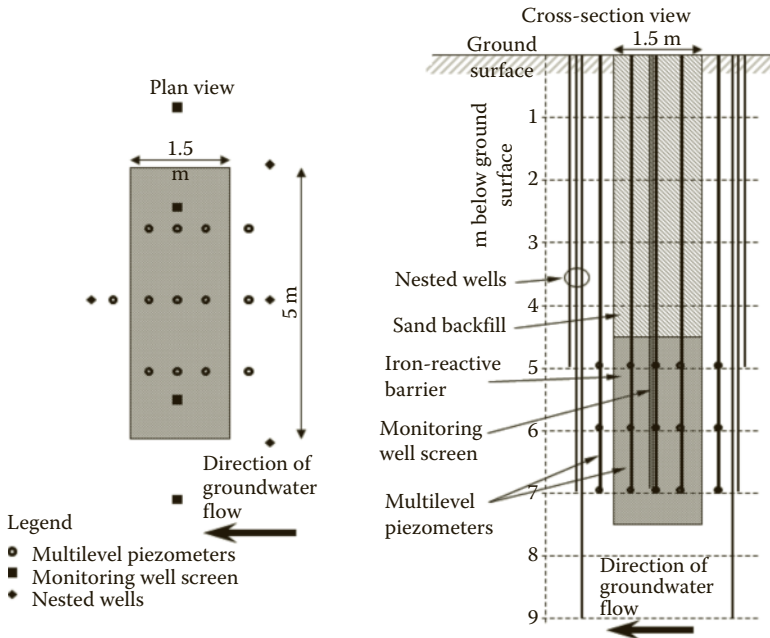 Plan view
1.5
m
5 m
Direction of
groundwater
flow
Legend
Multilevel piezometers
Monitoring well screen
Nested wells
Cross-section view
Ground
surface
1.5 m
m below ground
surface
1
2
3
4
5
6
7
8
9
Nested wells
Sand backfill
Iron-reactive
barrier
Monitoring
well screen
Multilevel
piezometers
Direction of
groundwater
flow